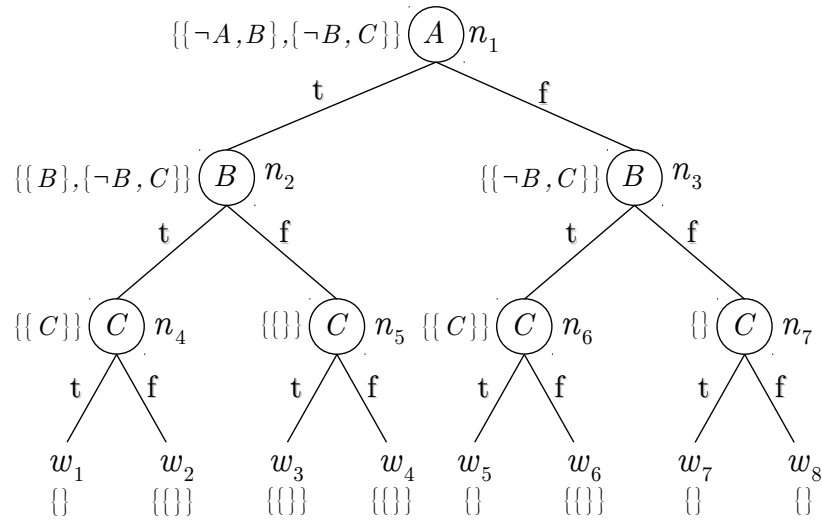 {{¬A,B},{¬B,C}} A n₁
t f
{{B},{¬B,C}} B n₂ {{¬B,C}} B n₃
t f t f
{{C}} C n₄ {{}} C n₅ {{C}} C n₆ {} C n₇
t f t f t f t f
w₁ w₂ w₃ w₄ w₅ w₆ w₇ w₈
{} {{}} {{}} {{}} {} {{}} {} {}